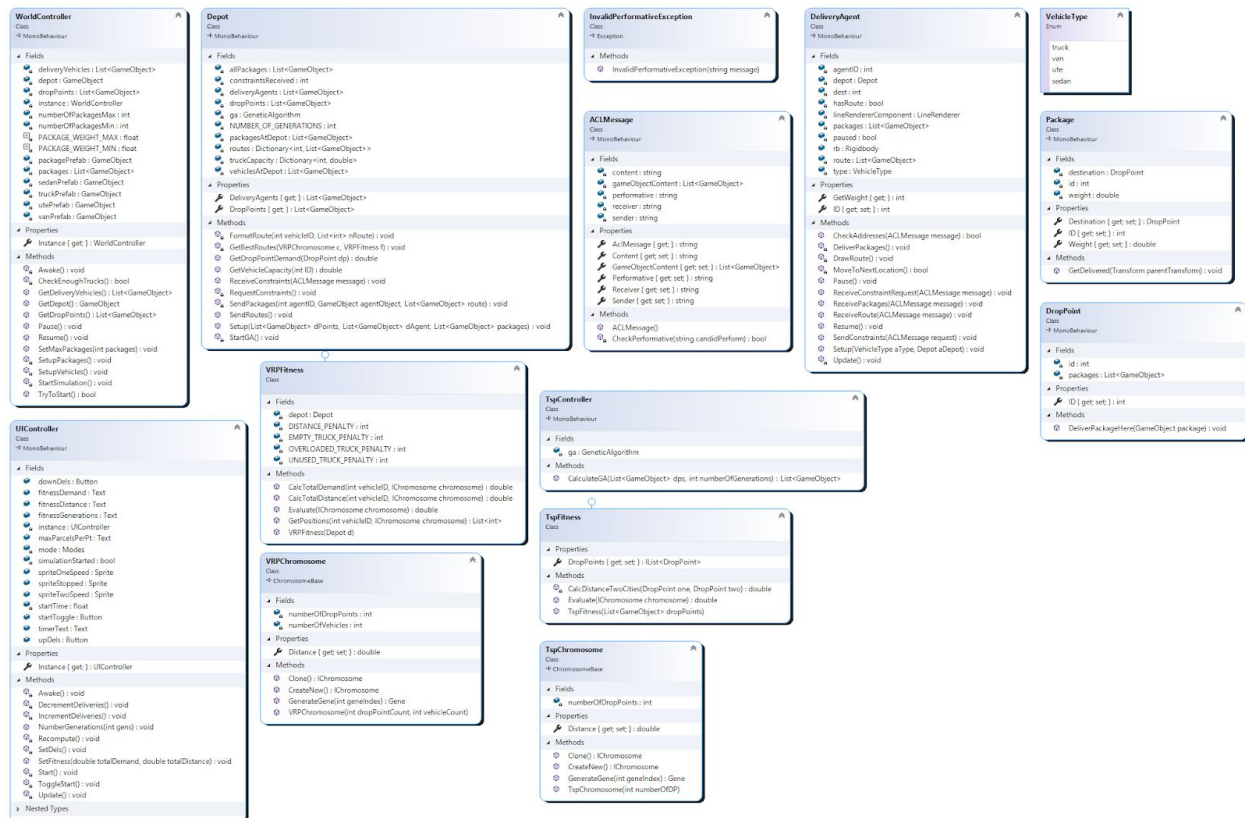 WorldController
Class
MonoBehaviour
Fields
deliveryVehicles : List<GameObject>
depot : GameObject
dropPoints : List<GameObject>
instance : WorldController
numberOfPackagesMax : int
numberOfPackagesMin : int
PACKAGE_WEIGHT_MAX : float
PACKAGE_WEIGHT_MIN : float
packagePrefab : GameObject
packages : List<GameObject>
sedanPrefab : GameObject
truckPrefab : GameObject
utePrefab : GameObject
vanPrefab : GameObject
Properties
Instance { get; } : WorldController
Methods
Awake() : void
CheckEnoughTrucks() : bool
GetDeliveryVehicles() : List<GameObject>
GetDepot() : GameObject
GetDropPoints() : List<GameObject>
Pause() : void
Resume() : void
SetMaxPackages(int packages) : void
SetupPackages() : void
SetupVehicles() : void
StartSimulation() : void
TryToStart() : bool
UIController
Class
MonoBehaviour
Fields
downDels : Button
fitnessDemand : Text
fitnessDistance : Text
fitnessGenerations : Text
instance : UIController
maxParcelsPerPt : Text
mode : Modes
simulationStarted : bool
spriteOneSpeed : Sprite
spriteStopped : Sprite
spriteTwoSpeed : Sprite
startTime : float
startToggle : Button
timerText : Text
upDels : Button
Properties
Instance { get; } : UIController
Methods
Awake() : void
DecrementDeliveries() : void
IncrementDeliveries() : void
NumberGenerations(int gens) : void
Recompute() : void
SetDels() : void
SetFitness(double totalDemand, double totalDistance) : void
Start() : void
ToggleStart() : void
Update() : void
Nested Types
Depot
Class
MonoBehaviour
Fields
allPackages : List<GameObject>
constraintsReceived : int
deliveryAgents : List<GameObject>
dropPoints : List<GameObject>
ga : GeneticAlgorithm
NUMBER_OF_GENERATIONS : int
packagesAtDepot : List<GameObject>
routes : Dictionary<int, List<GameObject>>
truckCapacity : Dictionary<int, double>
vehiclesAtDepot : List<GameObject>
Properties
DeliveryAgents { get; } : List<GameObject>
DropPoints { get; } : List<GameObject>
Methods
FormatRoute(int vehicleID, List<int> nRoute) : void
GetBestRoutes(VRPChromosome c, VRPFitness f) : void
GetDropPointDemand(DropPoint dp) : double
GetVehicleCapacity(int ID) : double
ReceiveConstraints(ACLMessage message) : void
RequestConstraints() : void
SendPackages(int agentID, GameObject agentObject, List<GameObject> route) : void
SendRoutes() : void
Setup(List<GameObject> dPoints, List<GameObject> dAgent, List<GameObject> packages) : void
StartGA() : void
VRPFitness
Class
Fields
depot : Depot
DISTANCE_PENALTY : int
EMPTY_TRUCK_PENALTY : int
OVERLOADED_TRUCK_PENALTY : int
UNUSED_TRUCK_PENALTY : int
Methods
CalcTotalDemand(int vehicleID, IChromosome chromosome) : double
CalcTotalDistance(int vehicleID, IChromosome chromosome) : double
Evaluate(IChromosome chromosome) : double
GetPositions(int vehicleID, IChromosome chromosome) : List<int>
VRPFitness(Depot d)
VRPChromosome
Class
ChromosomeBase
Fields
numberOfDropPoints : int
numberOfVehicles : int
Properties
Distance { get; set; } : double
Methods
Clone() : IChromosome
CreateNew() : IChromosome
GenerateGene(int geneIndex) : Gene
VRPChromosome(int dropPointCount, int vehicleCount)
InvalidPerformativeException
Class
Exception
Methods
InvalidPerformativeException(string message)
ACLMessage
Class
MonoBehaviour
Fields
content : string
gameObjectContent : List<GameObject>
performative : string
receiver : string
sender : string
Properties
AclMessage { get; } : string
Content { get; set; } : string
GameObjectContent { get; set; } : List<GameObject>
Performative { get; set; } : string
Receiver { get; set; } : string
Sender { get; set; } : string
Methods
ACLMessage()
CheckPerformative(string candidPerform) : bool
TspController
Class
MonoBehaviour
Fields
ga : GeneticAlgorithm
Methods
CalculateGA(List<GameObject> dps, int numberOfGenerations) : List<GameObject>
TspFitness
Class
Properties
DropPoints { get; set; } : IList<DropPoint>
Methods
CalcDistanceTwoCities(DropPoint one, DropPoint two) : double
Evaluate(IChromosome chromosome) : double
TspFitness(List<GameObject> dropPoints)
TspChromosome
Class
ChromosomeBase
Fields
numberOfDropPoints : int
Properties
Distance { get; set; } : double
Methods
Clone() : IChromosome
CreateNew() : IChromosome
GenerateGene(int geneIndex) : Gene
TspChromosome(int numberOfDP)
DeliveryAgent
Class
MonoBehaviour
Fields
agentID : int
depot : Depot
dest : int
hasRoute : bool
lineRendererComponent : LineRenderer
packages : List<GameObject>
paused : bool
rb : Rigidbody
route : List<GameObject>
type : VehicleType
Properties
GetWeight { get; } : int
ID { get; set; } : int
Methods
CheckAddresses(ACLMessage message) : bool
DeliverPackages() : void
DrawRoute() : void
MoveToNextLocation() : bool
Pause() : void
ReceiveConstraintRequest(ACLMessage message) : void
ReceivePackages(ACLMessage message) : void
ReceiveRoute(ACLMessage message) : void
Resume() : void
SendConstraints(ACLMessage request) : void
Setup(VehicleType aType, Depot aDepot) : void
Update() : void
VehicleType
Enum
truck
van
ute
sedan
Package
Class
MonoBehaviour
Fields
destination : DropPoint
id : int
weight : double
Properties
Destination { get; set; } : DropPoint
ID { get; set; } : int
Weight { get; set; } : double
Methods
GetDelivered(Transform parentTransform) : void
DropPoint
Class
MonoBehaviour
Fields
id : int
packages : List<GameObject>
Properties
ID { get; set; } : int
Methods
DeliverPackageHere(GameObject package) : void